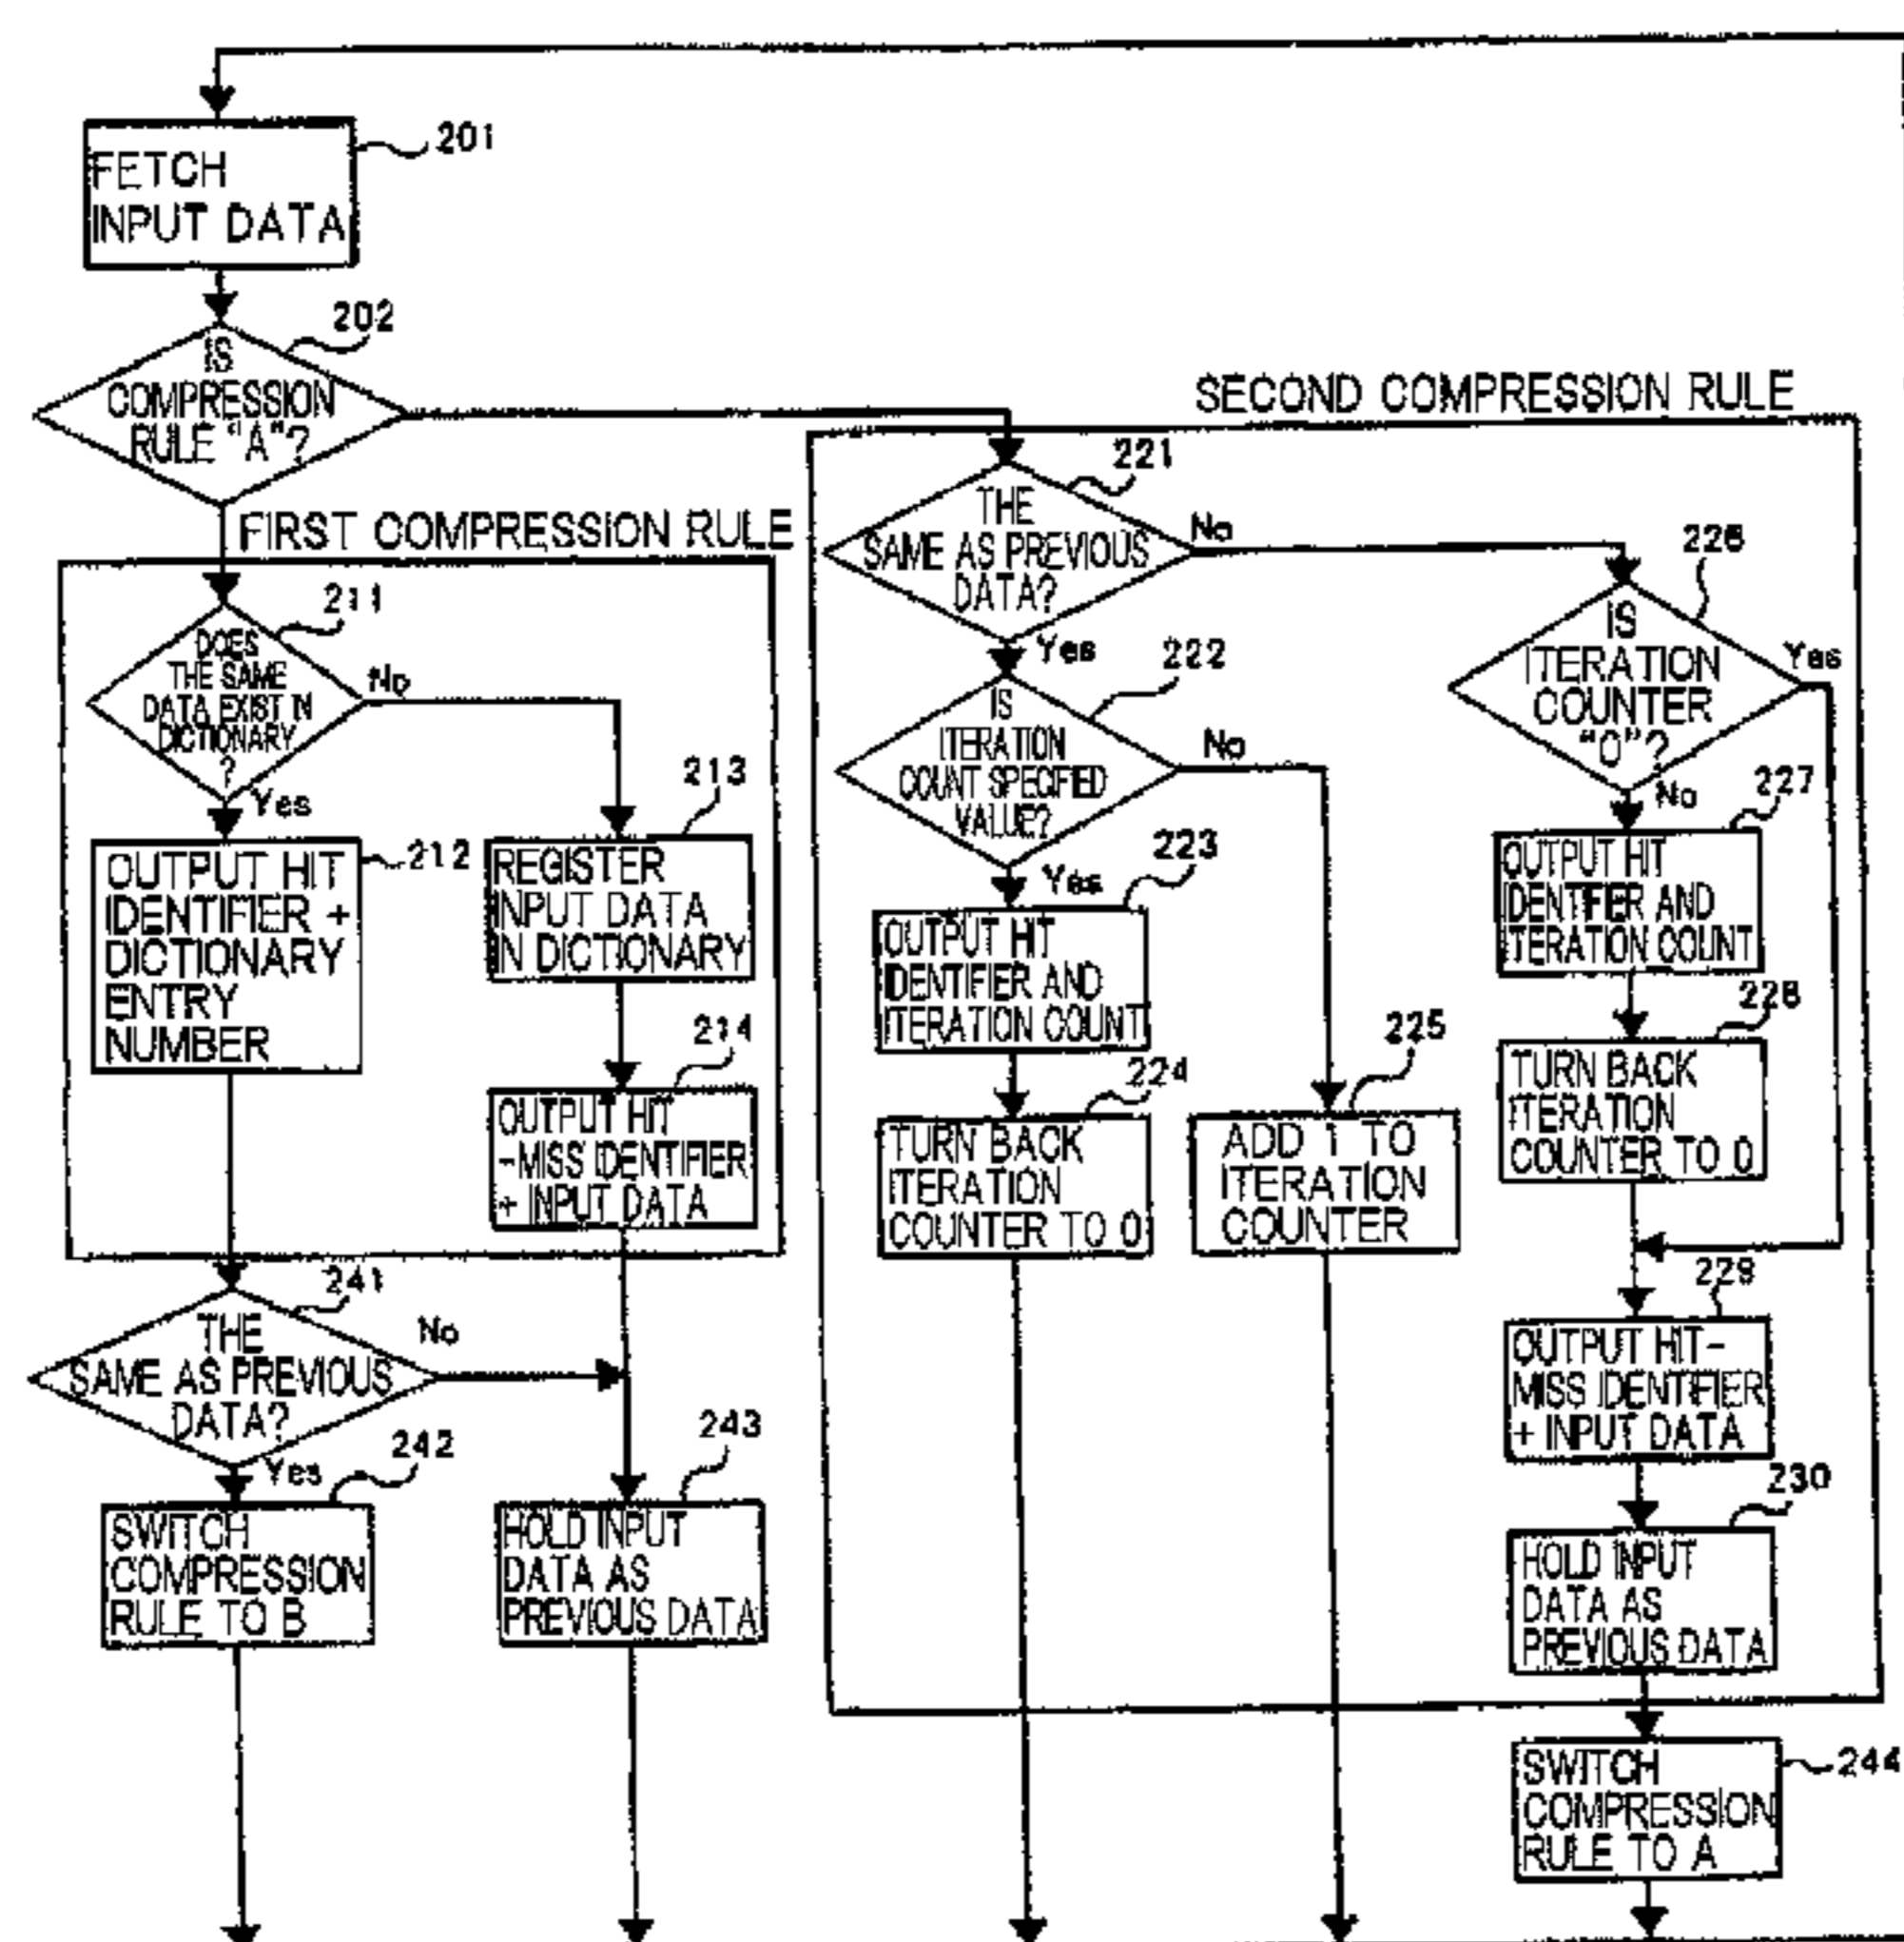 201
FETCH
INPUT DATA
202
IS
COMPRESSION
RULE "A"?
FIRST COMPRESSION RULE
211
DOES
THE SAME
DATA EXIST IN
DICTIONARY
?
No
Yes
OUTPUT HIT
IDENTIFIER +
DICTIONARY
ENTRY
NUMBER
212
213
REGISTER
INPUT DATA
IN DICTIONARY
214
OUTPUT HIT
-MISS IDENTIFIER
+ INPUT DATA
241
THE
SAME AS PREVIOUS
DATA?
No
Yes
242
SWITCH
COMPRESSION
RULE TO B
243
HOLD INPUT
DATA AS
PREVIOUS DATA
SECOND COMPRESSION RULE
221
THE
SAME AS PREVIOUS
DATA?
No
Yes
222
IS
ITERATION
COUNT SPECIFIED
VALUE?
No
Yes
223
OUTPUT HIT
IDENTIFIER AND
ITERATION COUNT
224
TURN BACK
ITERATION
COUNTER TO 0
225
ADD 1 TO
ITERATION
COUNTER
226
IS
ITERATION
COUNTER
"0"?
Yes
No
227
OUTPUT HIT
IDENTIFIER AND
ITERATION COUNT
228
TURN BACK
ITERATION
COUNTER TO 0
229
OUTPUT HIT-
MISS IDENTIFIER
+ INPUT DATA
230
HOLD INPUT
DATA AS
PREVIOUS DATA
244
SWITCH
COMPRESSION
RULE TO A